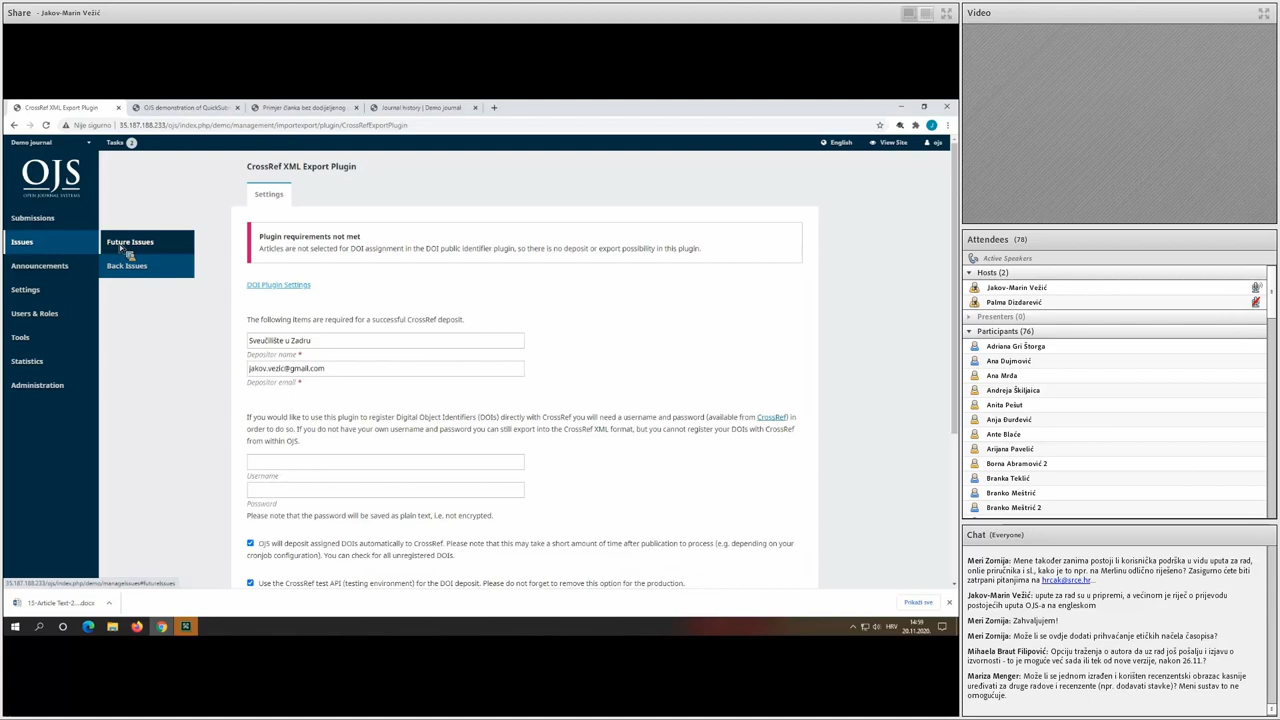 Share - Jakov-Marin Vežić
CrossRef XML Export Plugin
OJS demonstration of QuickSub
Primjer članka bez dodijeljenog
Journal history | Demo journal
Nije sigurno | 35.187.188.233/ojs/index.php/demo/management/importexport/plugin/CrossRefExportPlugin
Demo journal
Tasks 2
English
View Site
ojs
OJS
OPEN JOURNAL SYSTEMS
Submissions
Issues
Future Issues
Back Issues
Announcements
Settings
Users & Roles
Tools
Statistics
Administration
CrossRef XML Export Plugin
Settings
Plugin requirements not met
Articles are not selected for DOI assignment in the DOI public identifier plugin, so there is no deposit or export possibility in this plugin.
DOI Plugin Settings
The following items are required for a successful CrossRef deposit.
Sveučilište u Zadru
Depositor name *
jakov.vezic@gmail.com
Depositor email *
If you would like to use this plugin to register Digital Object Identifiers (DOIs) directly with CrossRef you will need a username and password (available from CrossRef) in
order to do so. If you do not have your own username and password you can still export into the CrossRef XML format, but you cannot register your DOIs with CrossRef
from within OJS.
Username
Password
Please note that the password will be saved as plain text, i.e. not encrypted.
OJS will deposit assigned DOIs automatically to CrossRef. Please note that this may take a short amount of time after publication to process (e.g. depending on your
cronjob configuration). You can check for all unregistered DOIs.
Use the CrossRef test API (testing environment) for the DOI deposit. Please do not forget to remove this option for the production.
35.187.188.233/ojs/index.php/demo/manageIssues#futureIssues
15-Article Text-2....docx
Prikaži sve
HRV
14:59
20.11.2020.
Video
Attendees (78)
Active Speakers
Hosts (2)
Jakov-Marin Vežić
Palma Dizdarević
Presenters (0)
Participants (76)
Adriana Gri Štorga
Ana Dujmović
Ana Mrđa
Andreja Škiljaica
Anita Pešut
Anja Đurđević
Ante Blaće
Arijana Pavelić
Borna Abramović 2
Branka Teklić
Branko Meštrić
Branko Meštrić 2
Chat (Everyone)
Meri Zornija: Mene također zanima postoji li korisnička podrška u vidu uputa za rad,
onlie priručnika i sl., kako je to npr. na Merlinu odlično riješeno? Zasigurno ćete biti
zatrpani pitanjima na hrcak@srce.hr...
Jakov-Marin Vežić: upute za rad su u pripremi, a većinom je riječ o prijevodu
postojećih uputa OJS-a na engleskom
Meri Zornija: Zahvaljujem!
Meri Zornija: Može li se ovdje dodati prihvaćanje etičkih načela časopisa?
Mihaela Braut Filipović: Opciju traženja o autora da uz rad još pošalju i izjavu o
izvornosti - to je moguće već sada ili tek od nove verzije, nakon 26.11.?
Mariza Menger: Može li se jednom izrađen i korišten recenzentski obrazac kasnije
uređivati za druge radove i recenzente (npr. dodavati stavke)? Meni sustav to ne
omogućuje.